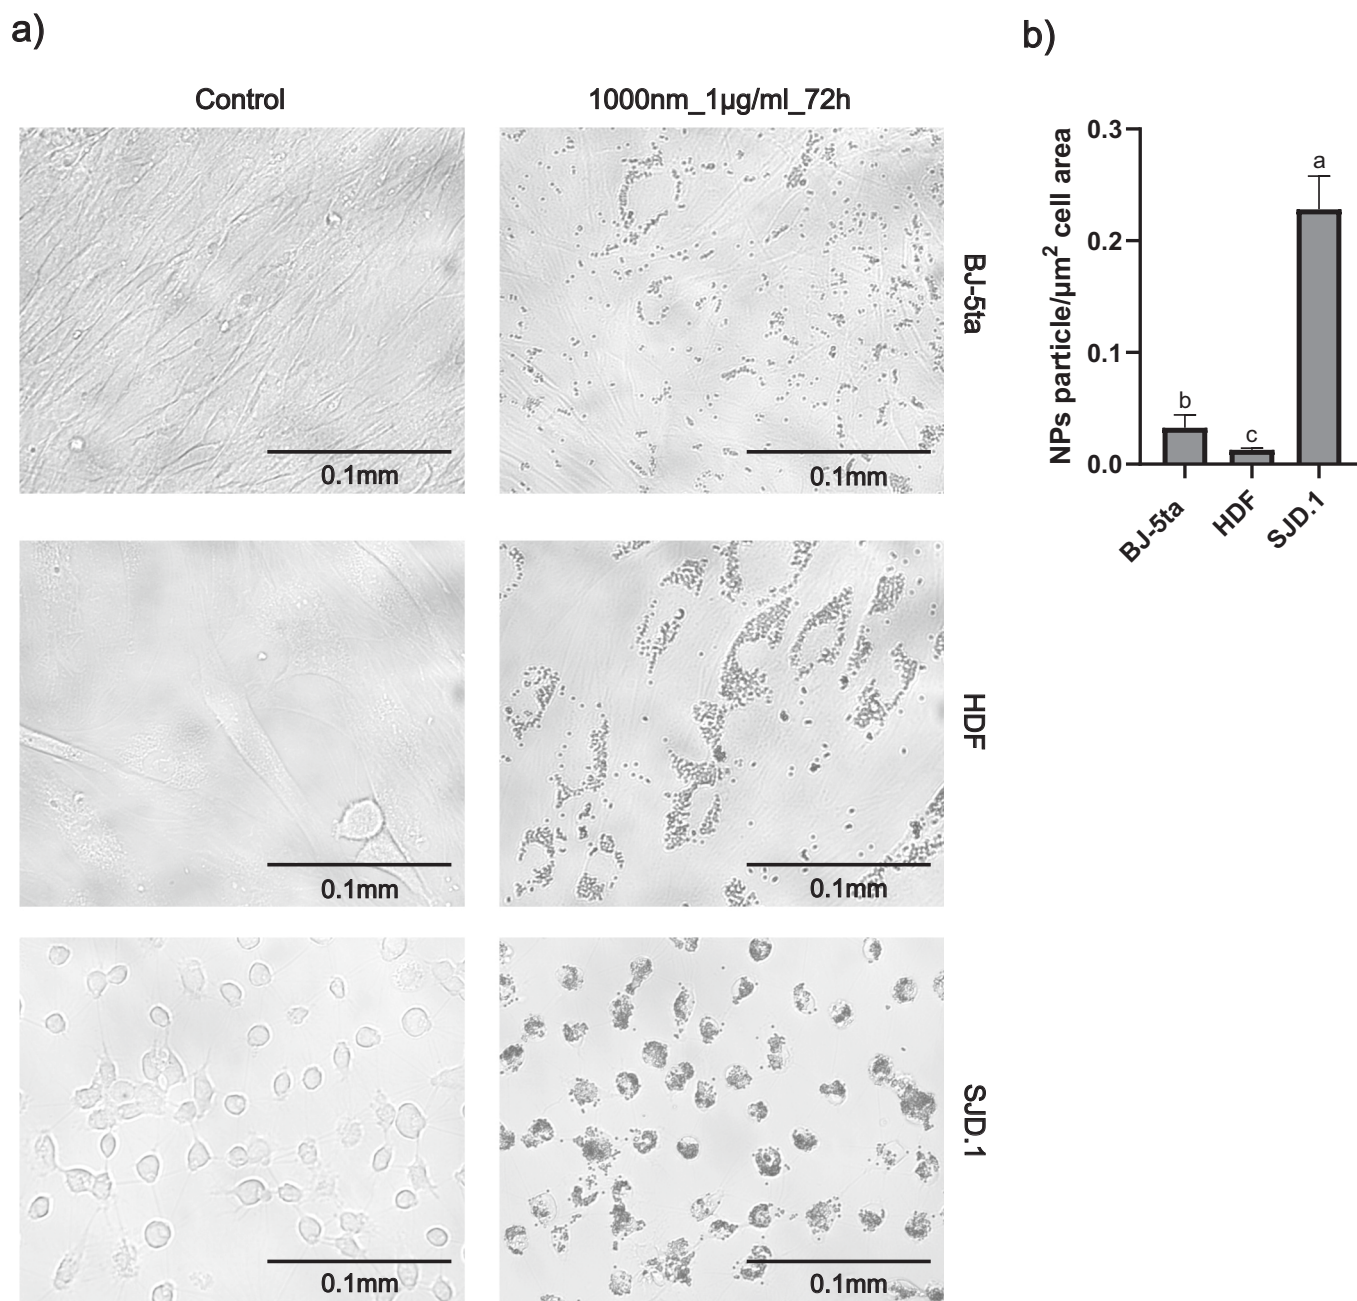 a)
b)
Control
1000nm_1µg/ml_72h
BJ-5ta
0.1mm
0.1mm
HDF
0.1mm
0.1mm
SJD.1
0.1mm
0.1mm
NPs particle/µm² cell area
0.3
0.2
0.1
0.0
b
c
a
BJ-5ta
HDF
SJD.1